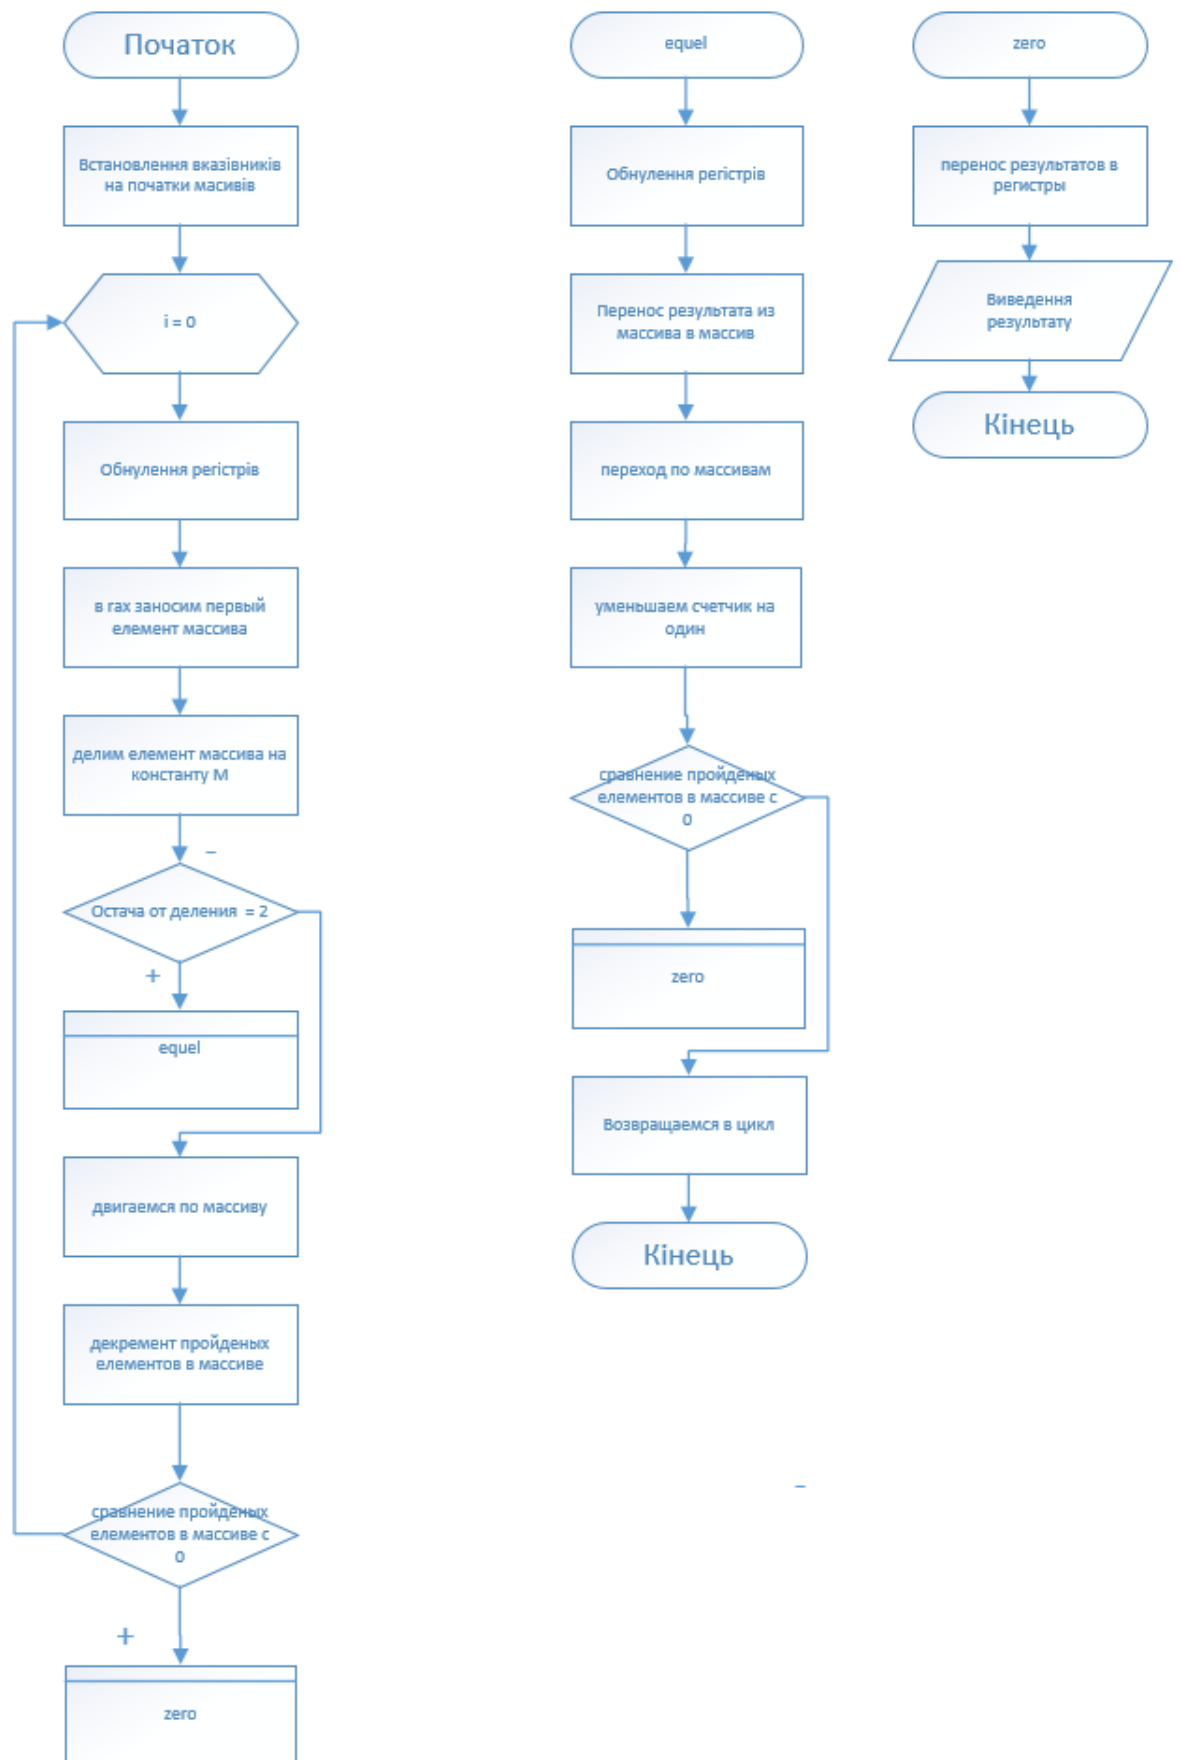 Початок
Встановлення вказівників
на початки масивів
i = 0
Обнулення регістрів
в rax заносим первый
елемент массива
делим елемент массива на
константу М
−
Остача от деления = 2
+
equel
двигаемся по массиву
декремент пройденых
елементов в массиве
сравнение пройденых
елементов в массиве с
0
+
zero
equel
Обнулення регістрів
Перенос результата из
массива в массив
переход по массивам
уменьшаем счетчик на
один
сравнение пройденых
елементов в массиве с
0
zero
Возвращаемся в цикл
Кінець
−
zero
перенос результатов в
регистры
Виведення
результату
Кінець